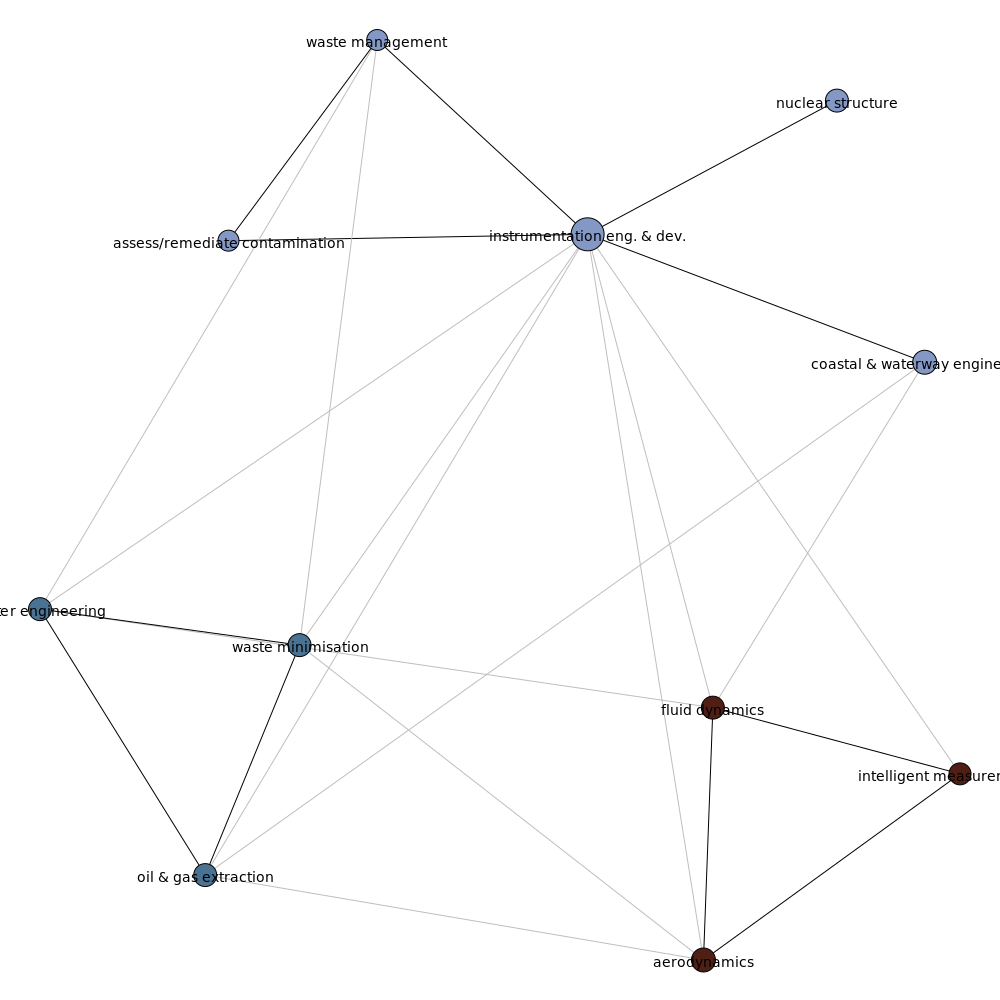 waste management
nuclear structure
instrumentation eng. & dev.
assess/remediate contamination
coastal & waterway engine
er engineering
waste minimisation
fluid dynamics
intelligent measure
oil & gas extraction
aerodynamics